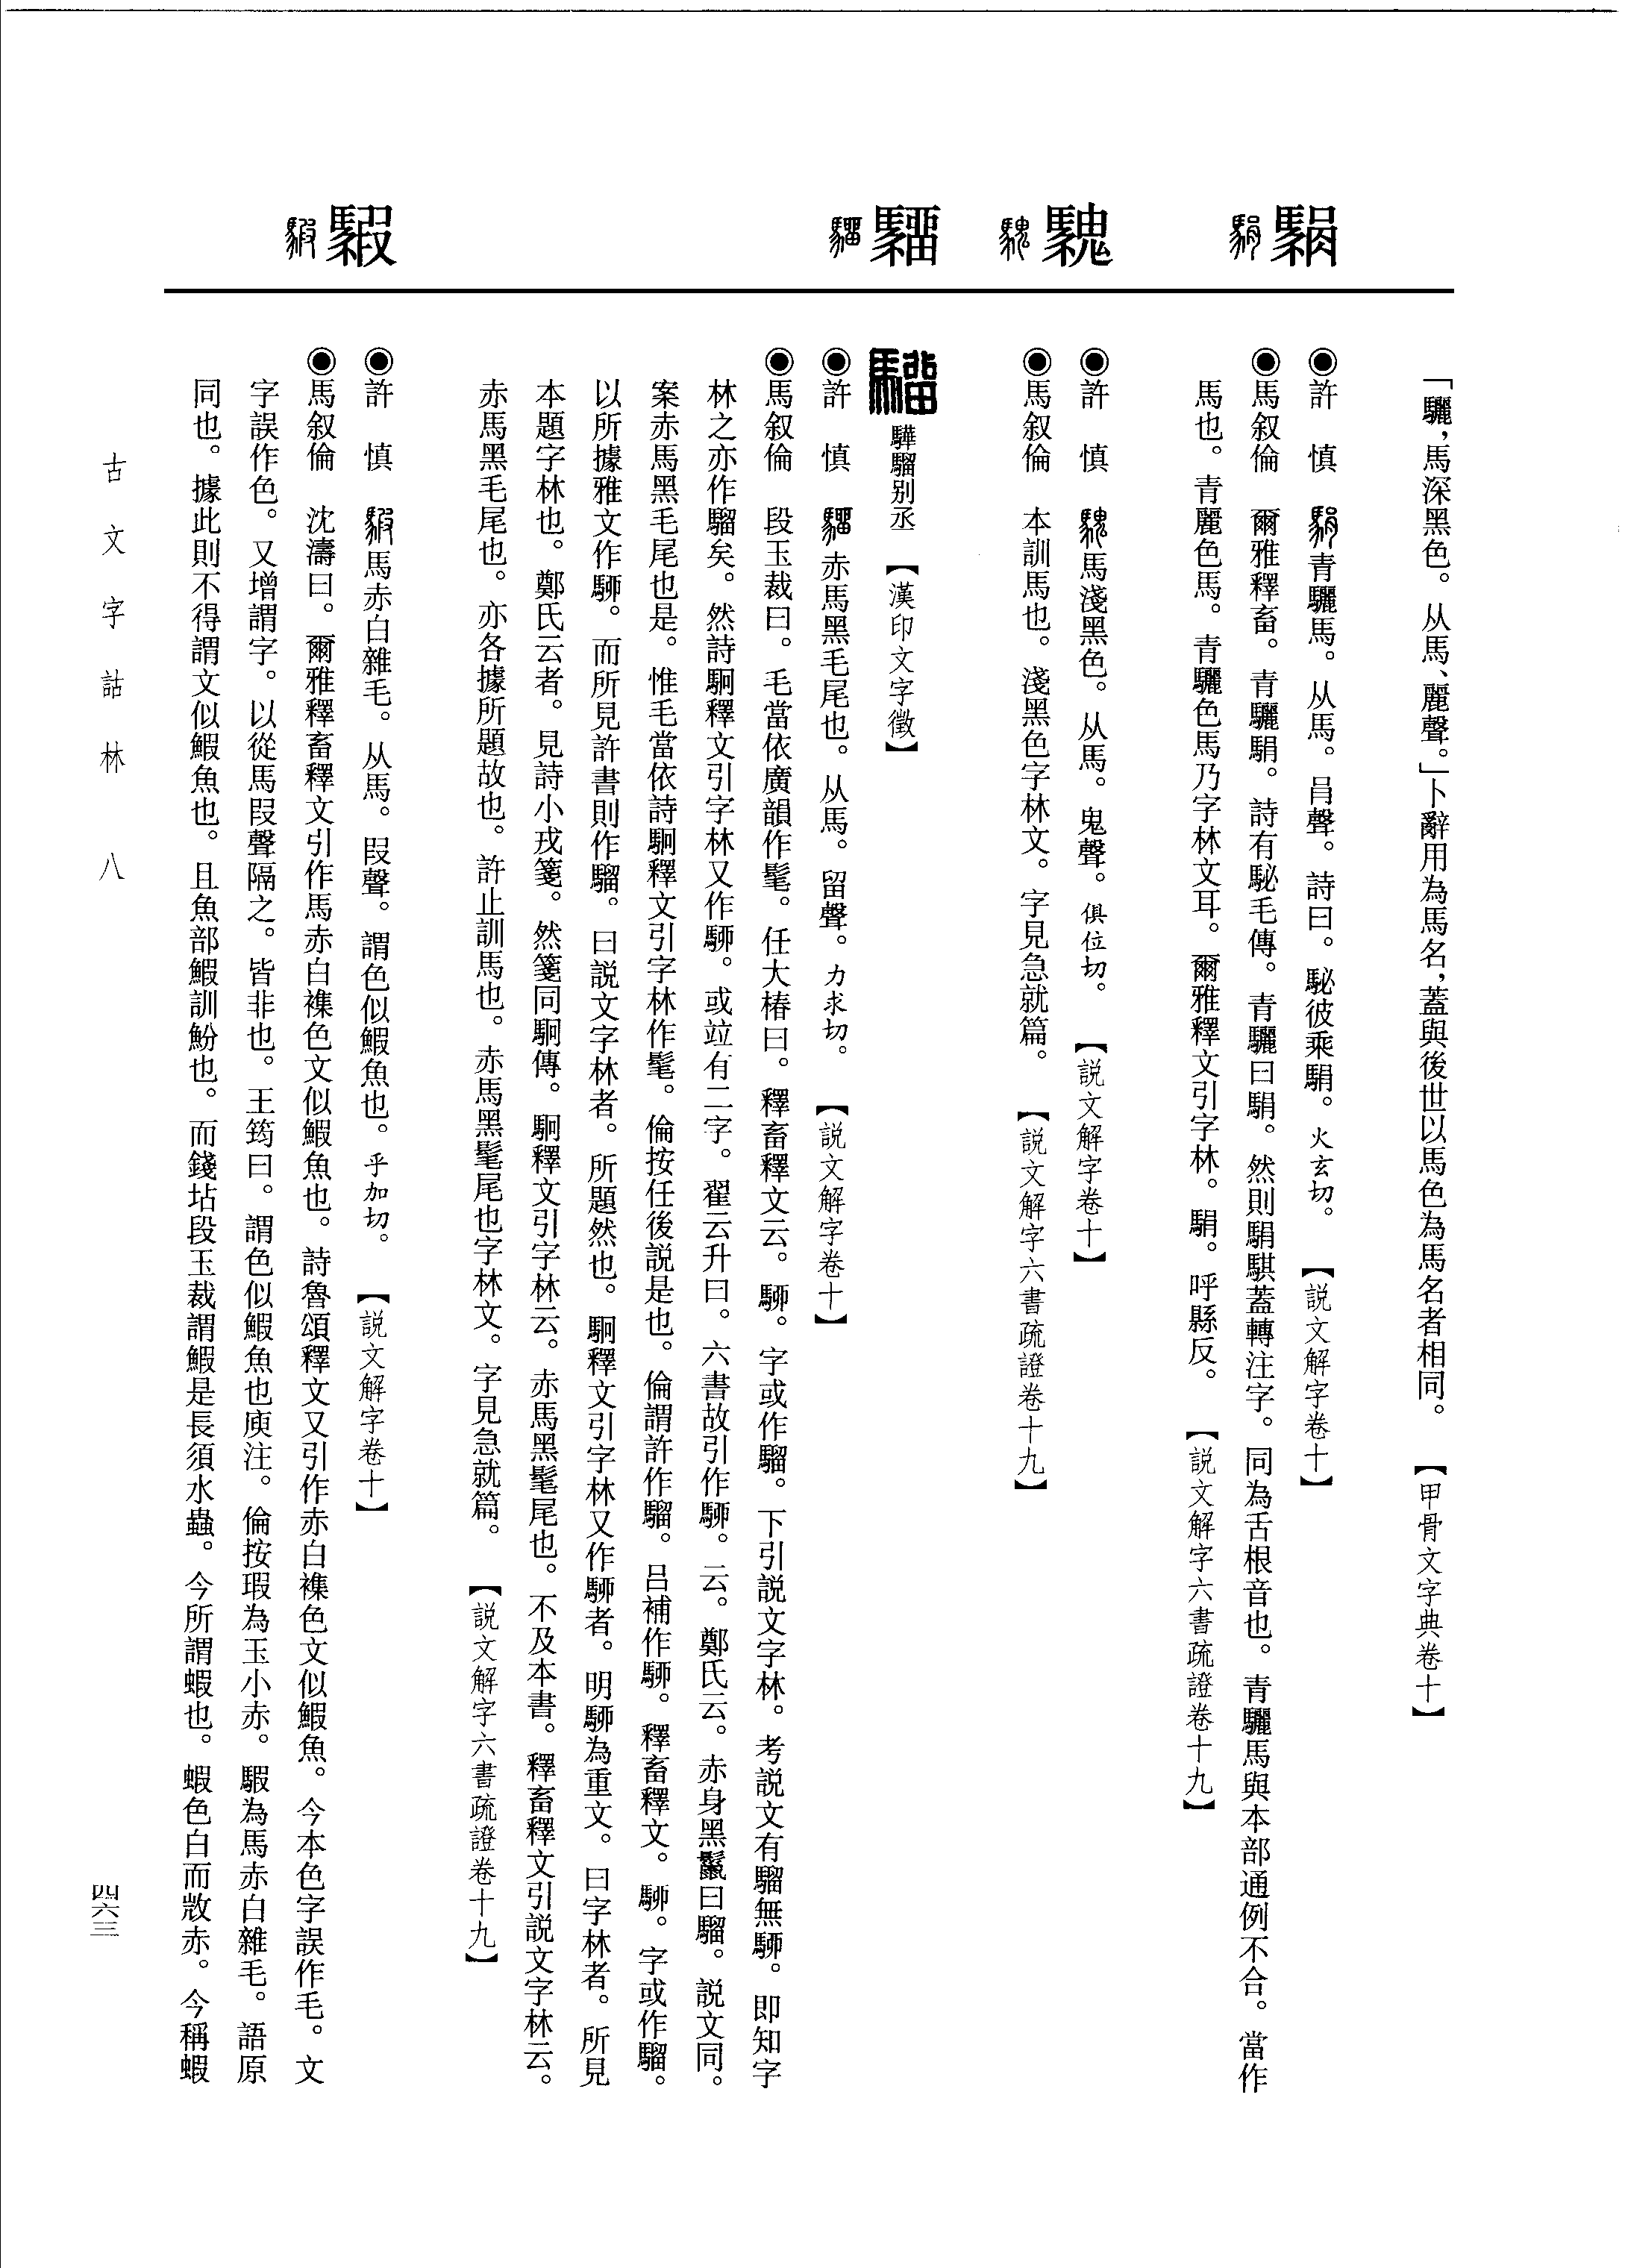 「驪，馬深黑色。从馬、麗聲。」卜辭用為馬名，蓋與後世以馬色為馬名者相同。　【甲骨文字典卷十】
駽
◉許　慎　青驪馬。从馬。肙聲。詩曰。駜彼乘駽。火玄切。　【説文解字卷十】
◉馬叙倫　爾雅釋畜。青驪駽。詩有駜毛傳。青驪曰駽。然則駽騏蓋轉注字。同為舌根音也。青驪馬與本部通例不合。當作
馬也。青麗色馬。青驪色馬乃字林文耳。爾雅釋文引字林。駽。呼縣反。　【説文解字六書疏證卷十九】
騩
◉許　慎　馬淺黑色。从馬。鬼聲。俱位切。　【説文解字卷十】
◉馬叙倫　本訓馬也。淺黑色字林文。字見急就篇。　【説文解字六書疏證卷十九】
騮
驊騮别丞　【漢印文字徵】
◉許　慎　赤馬黑毛尾也。从馬。留聲。力求切。　【説文解字卷十】
◉馬叙倫　段玉裁曰。毛當依廣韻作髦。任大椿曰。釋畜釋文云。駵。字或作騮。下引説文字林。考説文有騮無駵。即知字
林之亦作騮矣。然詩駉釋文引字林又作駵。或竝有二字。翟云升曰。六書故引作駵。云。鄭氏云。赤身黑鬣曰騮。説文同。
案赤馬黑毛尾也是。惟毛當依詩駉釋文引字林作髦。倫按任後説是也。倫謂許作騮。吕補作駵。釋畜釋文。駵。字或作騮。
以所據雅文作駵。而所見許書則作騮。曰説文字林者。所題然也。駉釋文引字林又作駵者。明駵為重文。曰字林者。所見
本題字林也。鄭氏云者。見詩小戎箋。然箋同駉傳。駉釋文引字林云。赤馬黑髦尾也。不及本書。釋畜釋文引説文字林云。
赤馬黑毛尾也。亦各據所題故也。許止訓馬也。赤馬黑髦尾也字林文。字見急就篇。　【説文解字六書疏證卷十九】
騢
◉許　慎　馬赤白雜毛。从馬。叚聲。謂色似鰕魚也。乎加切。　【説文解字卷十】
◉馬叙倫　沈濤曰。爾雅釋畜釋文引作馬赤白襍色文似鰕魚也。詩魯頌釋文又引作赤白襍色文似鰕魚。今本色字誤作毛。文
字誤作色。又增謂字。以從馬叚聲隔之。皆非也。王筠曰。謂色似鰕魚也庾注。倫按瑕為玉小赤。騢為馬赤白雜毛。語原
同也。據此則不得謂文似鰕魚也。且魚部鰕訓魵也。而錢坫段玉裁謂鰕是長須水蟲。今所謂蝦也。蝦色白而㪚赤。今稱蝦
古文字詁林　八
四六三